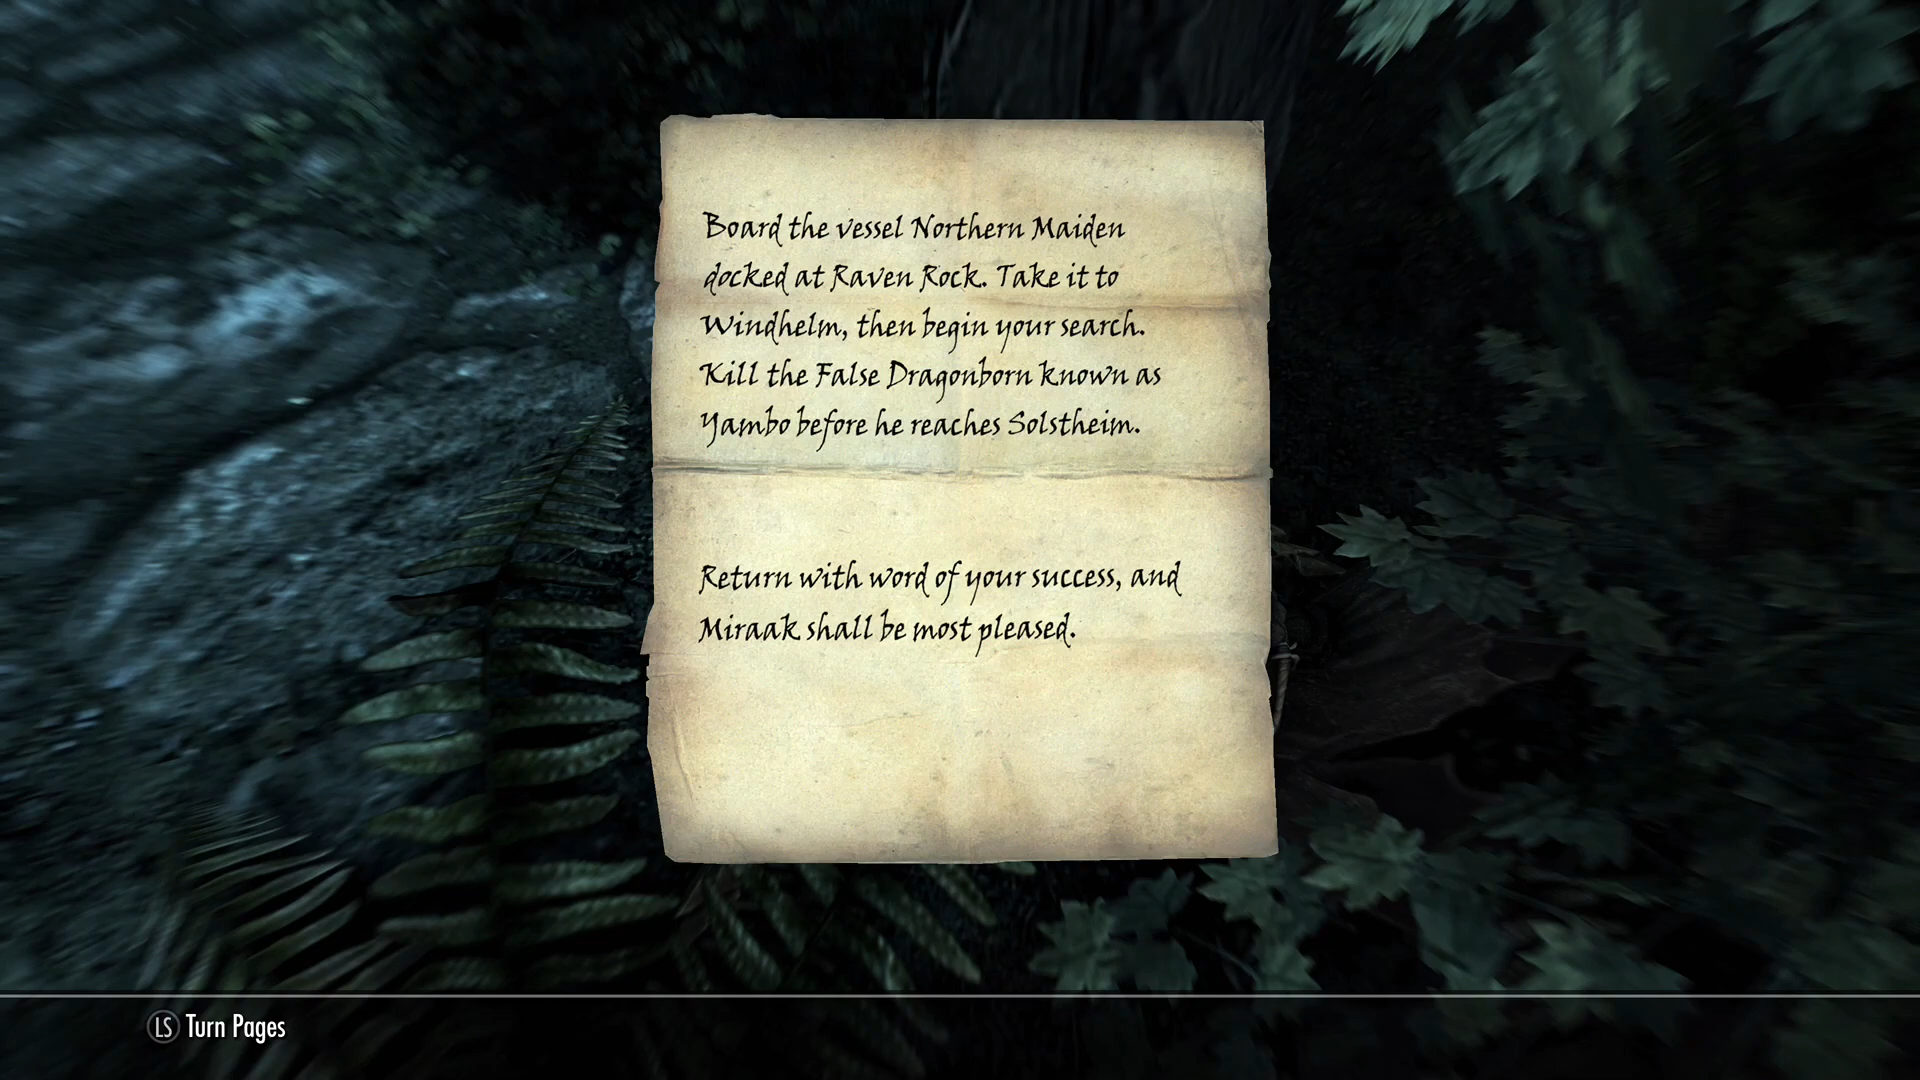 Board the vessel Northern Maiden
docked at Raven Rock. Take it to
Windhelm, then begin your search.
Kill the False Dragonborn known as
Yambo before he reaches Solstheim.
Return with word of your success, and
Miraak shall be most pleased.
LS Turn Pages